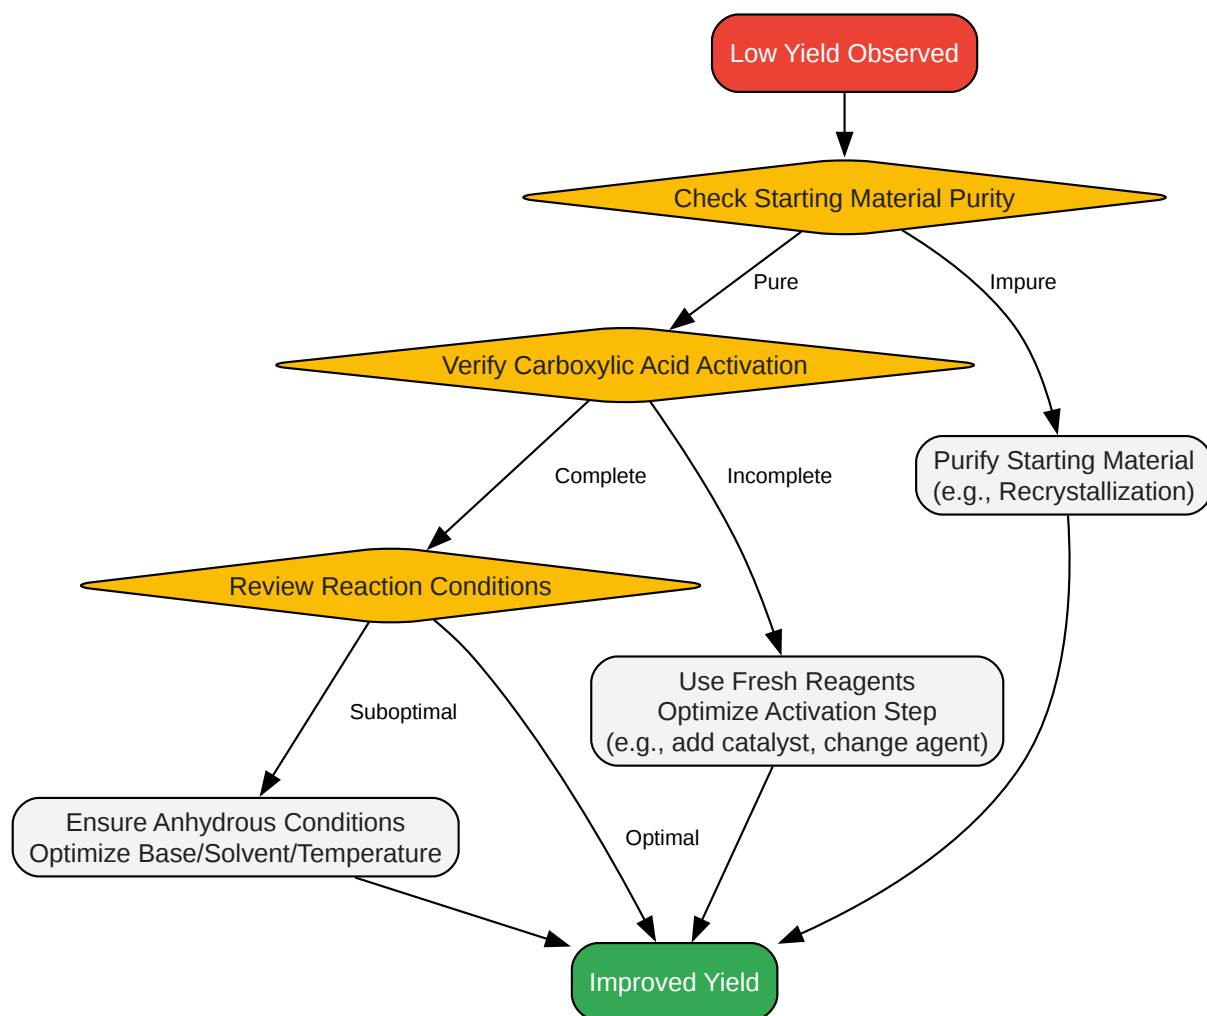 Low Yield Observed
Check Starting Material Purity
Pure
Impure
Verify Carboxylic Acid Activation
Purify Starting Material
(e.g., Recrystallization)
Complete
Incomplete
Review Reaction Conditions
Use Fresh Reagents
Optimize Activation Step
(e.g., add catalyst, change agent)
Suboptimal
Ensure Anhydrous Conditions
Optimize Base/Solvent/Temperature
Optimal
Improved Yield